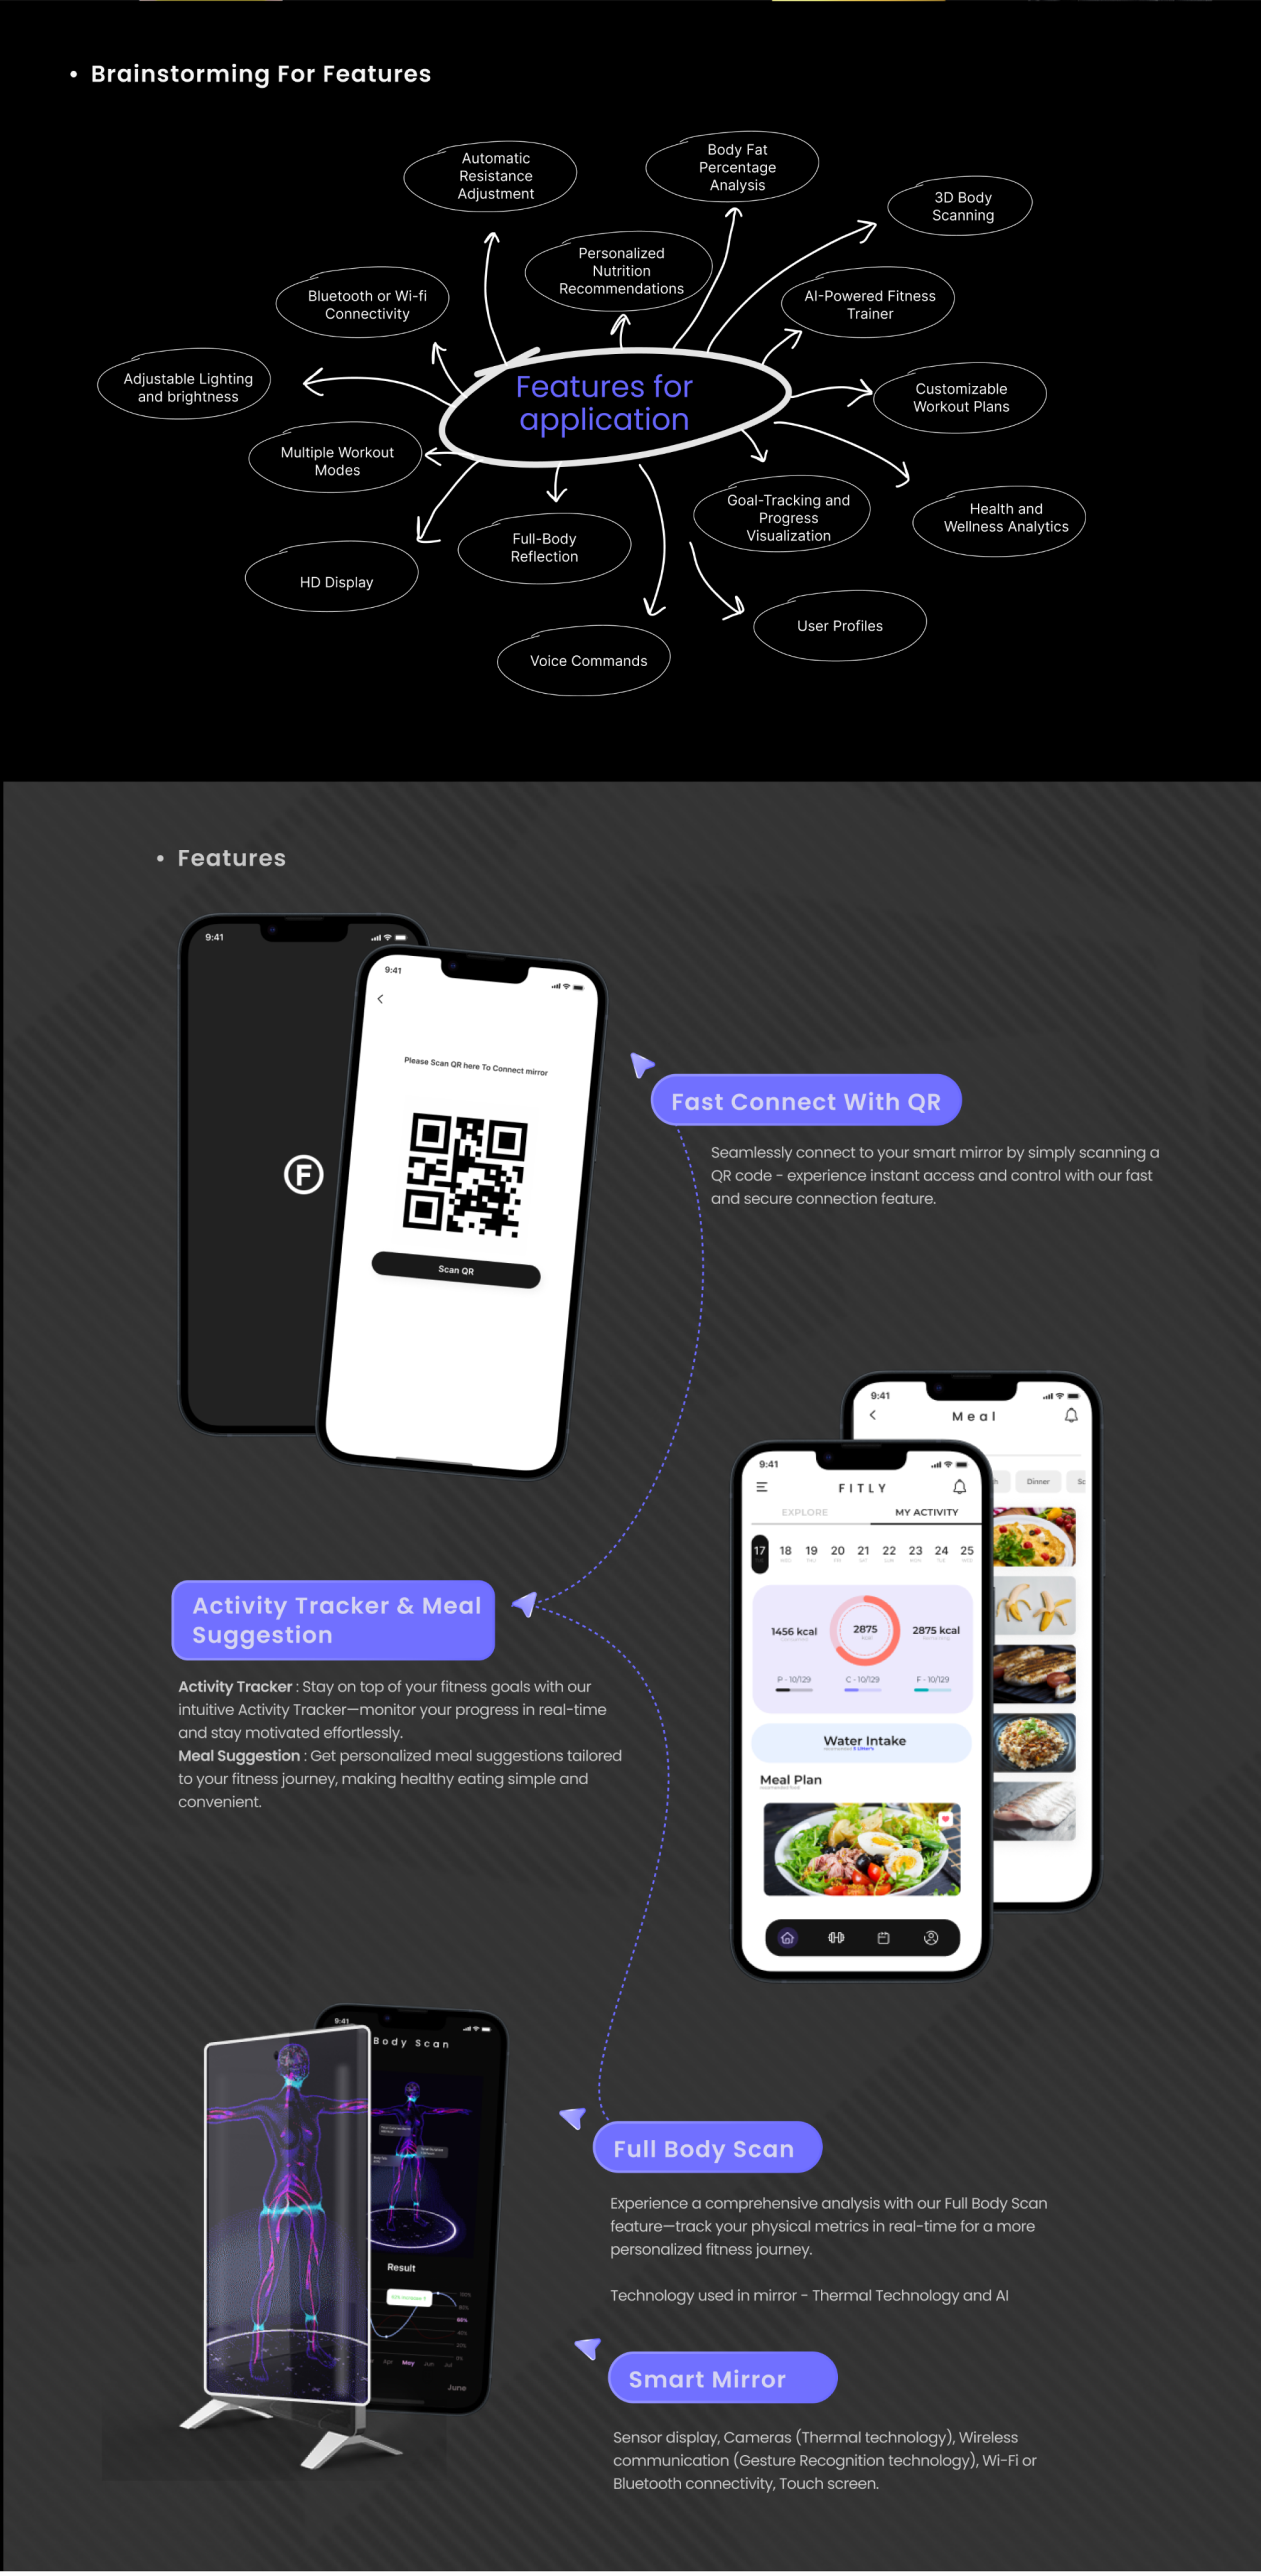 • Brainstorming For Features
Automatic
Resistance
Adjustment
Body Fat
Percentage
Analysis
3D Body
Scanning
Personalized
Nutrition
Recommendations
Bluetooth or Wi-fi
Connectivity
AI-Powered Fitness
Trainer
Adjustable Lighting
and brightness
Features for
application
Customizable
Workout Plans
Multiple Workout
Modes
Goal-Tracking and
Progress
Visualization
Health and
Wellness Analytics
Full-Body
Reflection
HD Display
User Profiles
Voice Commands
• Features
9:41
9:41
Please Scan QR here To Connect mirror
F
Scan QR
Fast Connect With QR
Seamlessly connect to your smart mirror by simply scanning a
QR code - experience instant access and control with our fast
and secure connection feature.
9:41
Meal
Dinner
9:41
FITLY
EXPLORE
MY ACTIVITY
17 18 19 20 21 22 23 24 25
1456 kcal
2875
2875 kcal
P - 10/129
C - 10/129
F - 10/129
Water Intake
Meal Plan
Activity Tracker & Meal
Suggestion
Activity Tracker : Stay on top of your fitness goals with our
intuitive Activity Tracker—monitor your progress in real-time
and stay motivated effortlessly.
Meal Suggestion : Get personalized meal suggestions tailored
to your fitness journey, making healthy eating simple and
convenient.
9:41
Body Scan
Result
100%
80%
60%
40%
20%
0%
Apr May Jun Jul
June
Full Body Scan
Experience a comprehensive analysis with our Full Body Scan
feature—track your physical metrics in real-time for a more
personalized fitness journey.
Technology used in mirror - Thermal Technology and AI
Smart Mirror
Sensor display, Cameras (Thermal technology), Wireless
communication (Gesture Recognition technology), Wi-Fi or
Bluetooth connectivity, Touch screen.